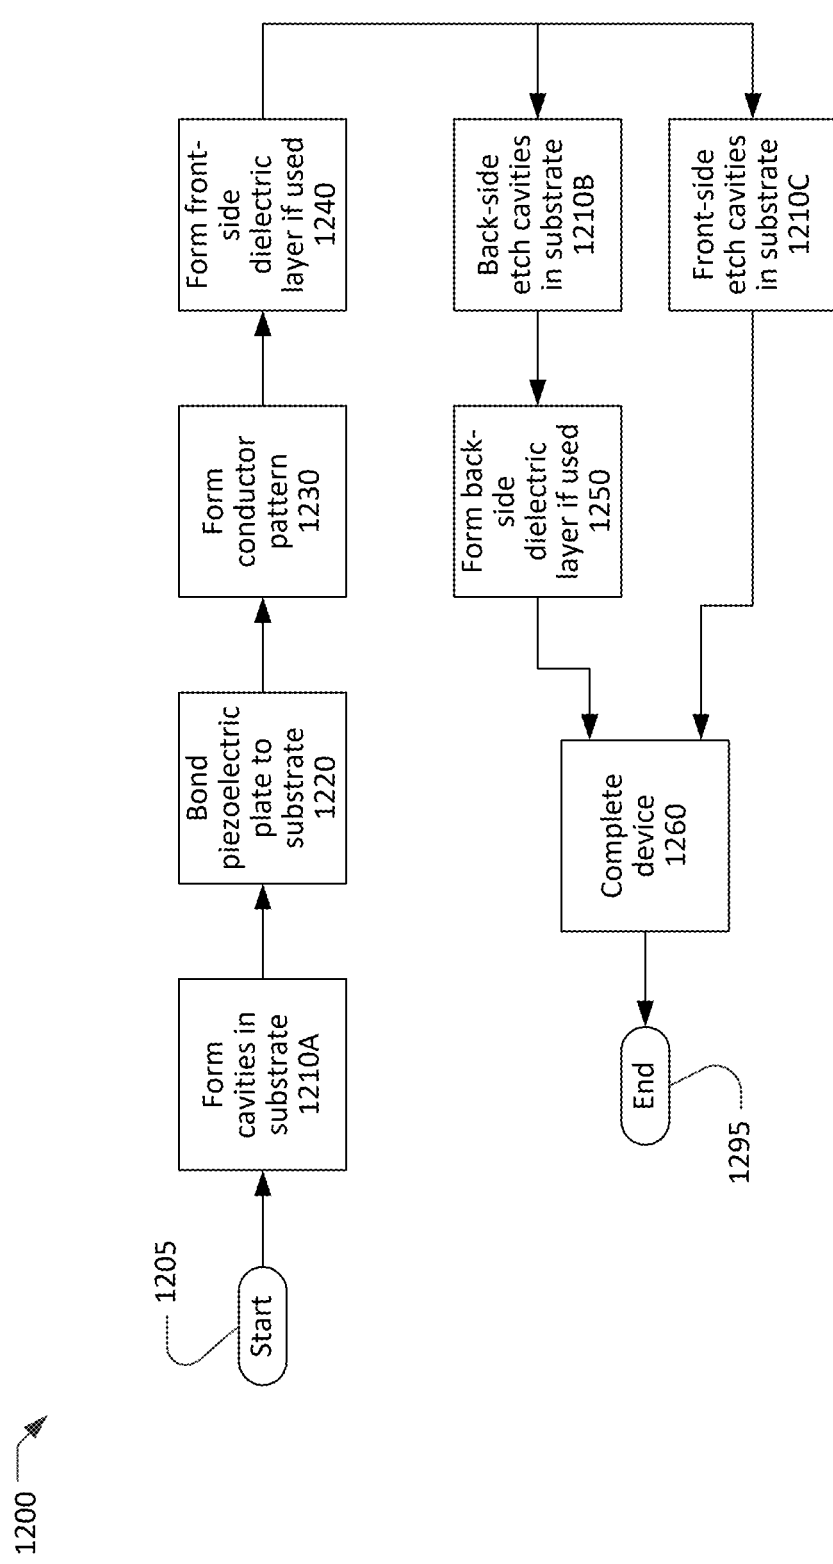 1200
1205
Start
Form
cavities in
substrate
1210A
Bond
piezoelectric
plate to
substrate
1220
Form
conductor
pattern
1230
Form front-
side
dielectric
layer if used
1240
Back-side
etch cavities
in substrate
1210B
Form back-
side
dielectric
layer if used
1250
Front-side
etch cavities
in substrate
1210C
Complete
device
1260
End
1295